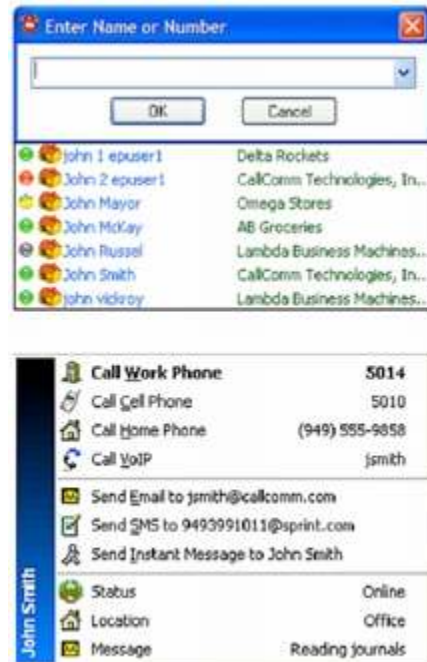 Enter Name or Number
OK Cancel
john 1 epuser1 Delta Rockets
John 2 epuser1 CallComm Technologies, In...
John Mayor Omega Stores
John McKay AB Groceries
John Russel Lambda Business Machines...
John Smith CallComm Technologies, In...
john vickroy Lambda Business Machines...
Call Work Phone 5014
Call Cell Phone 5010
Call Home Phone (949) 555-9858
Call VoIP jsmith
Send Email to jsmith@callcomm.com
Send SMS to 9493991011@sprint.com
Send Instant Message to John Smith
John Smith
Status Online
Location Office
Message Reading journals